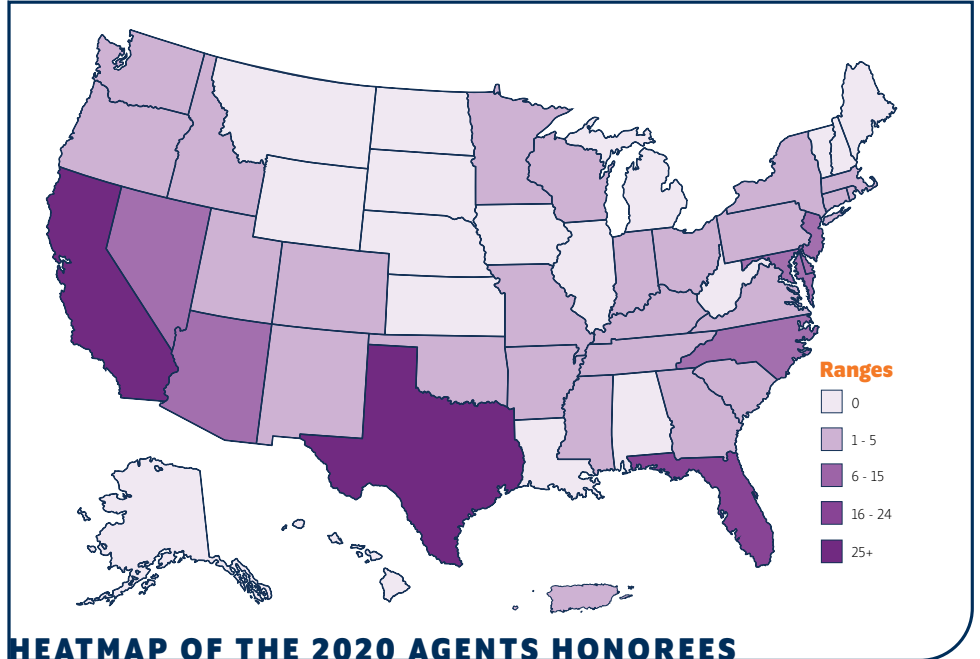 Ranges
0
1 - 5
6 - 15
16 - 24
25+
HEATMAP OF THE 2020 AGENTS HONOREES